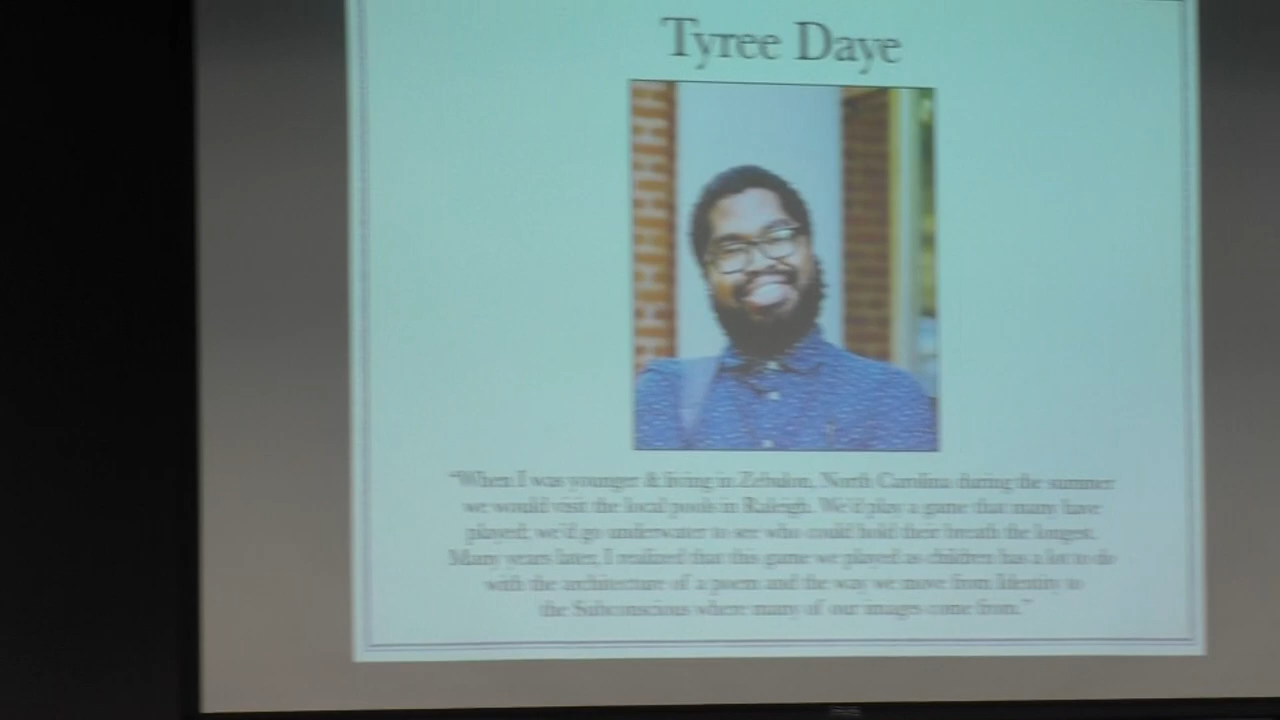 Tyree Daye
"When I was younger & living in Zebulon, North Carolina during the summer
we would visit the local pools in Raleigh. We'd play a game that many have
played; we'd go underwater to see who could hold their breath the longest.
Many years later, I realized that this game we played as children has a lot to do
with the architecture of a poem and the way we move from Identity to
the Subconscious where many of our images come from."